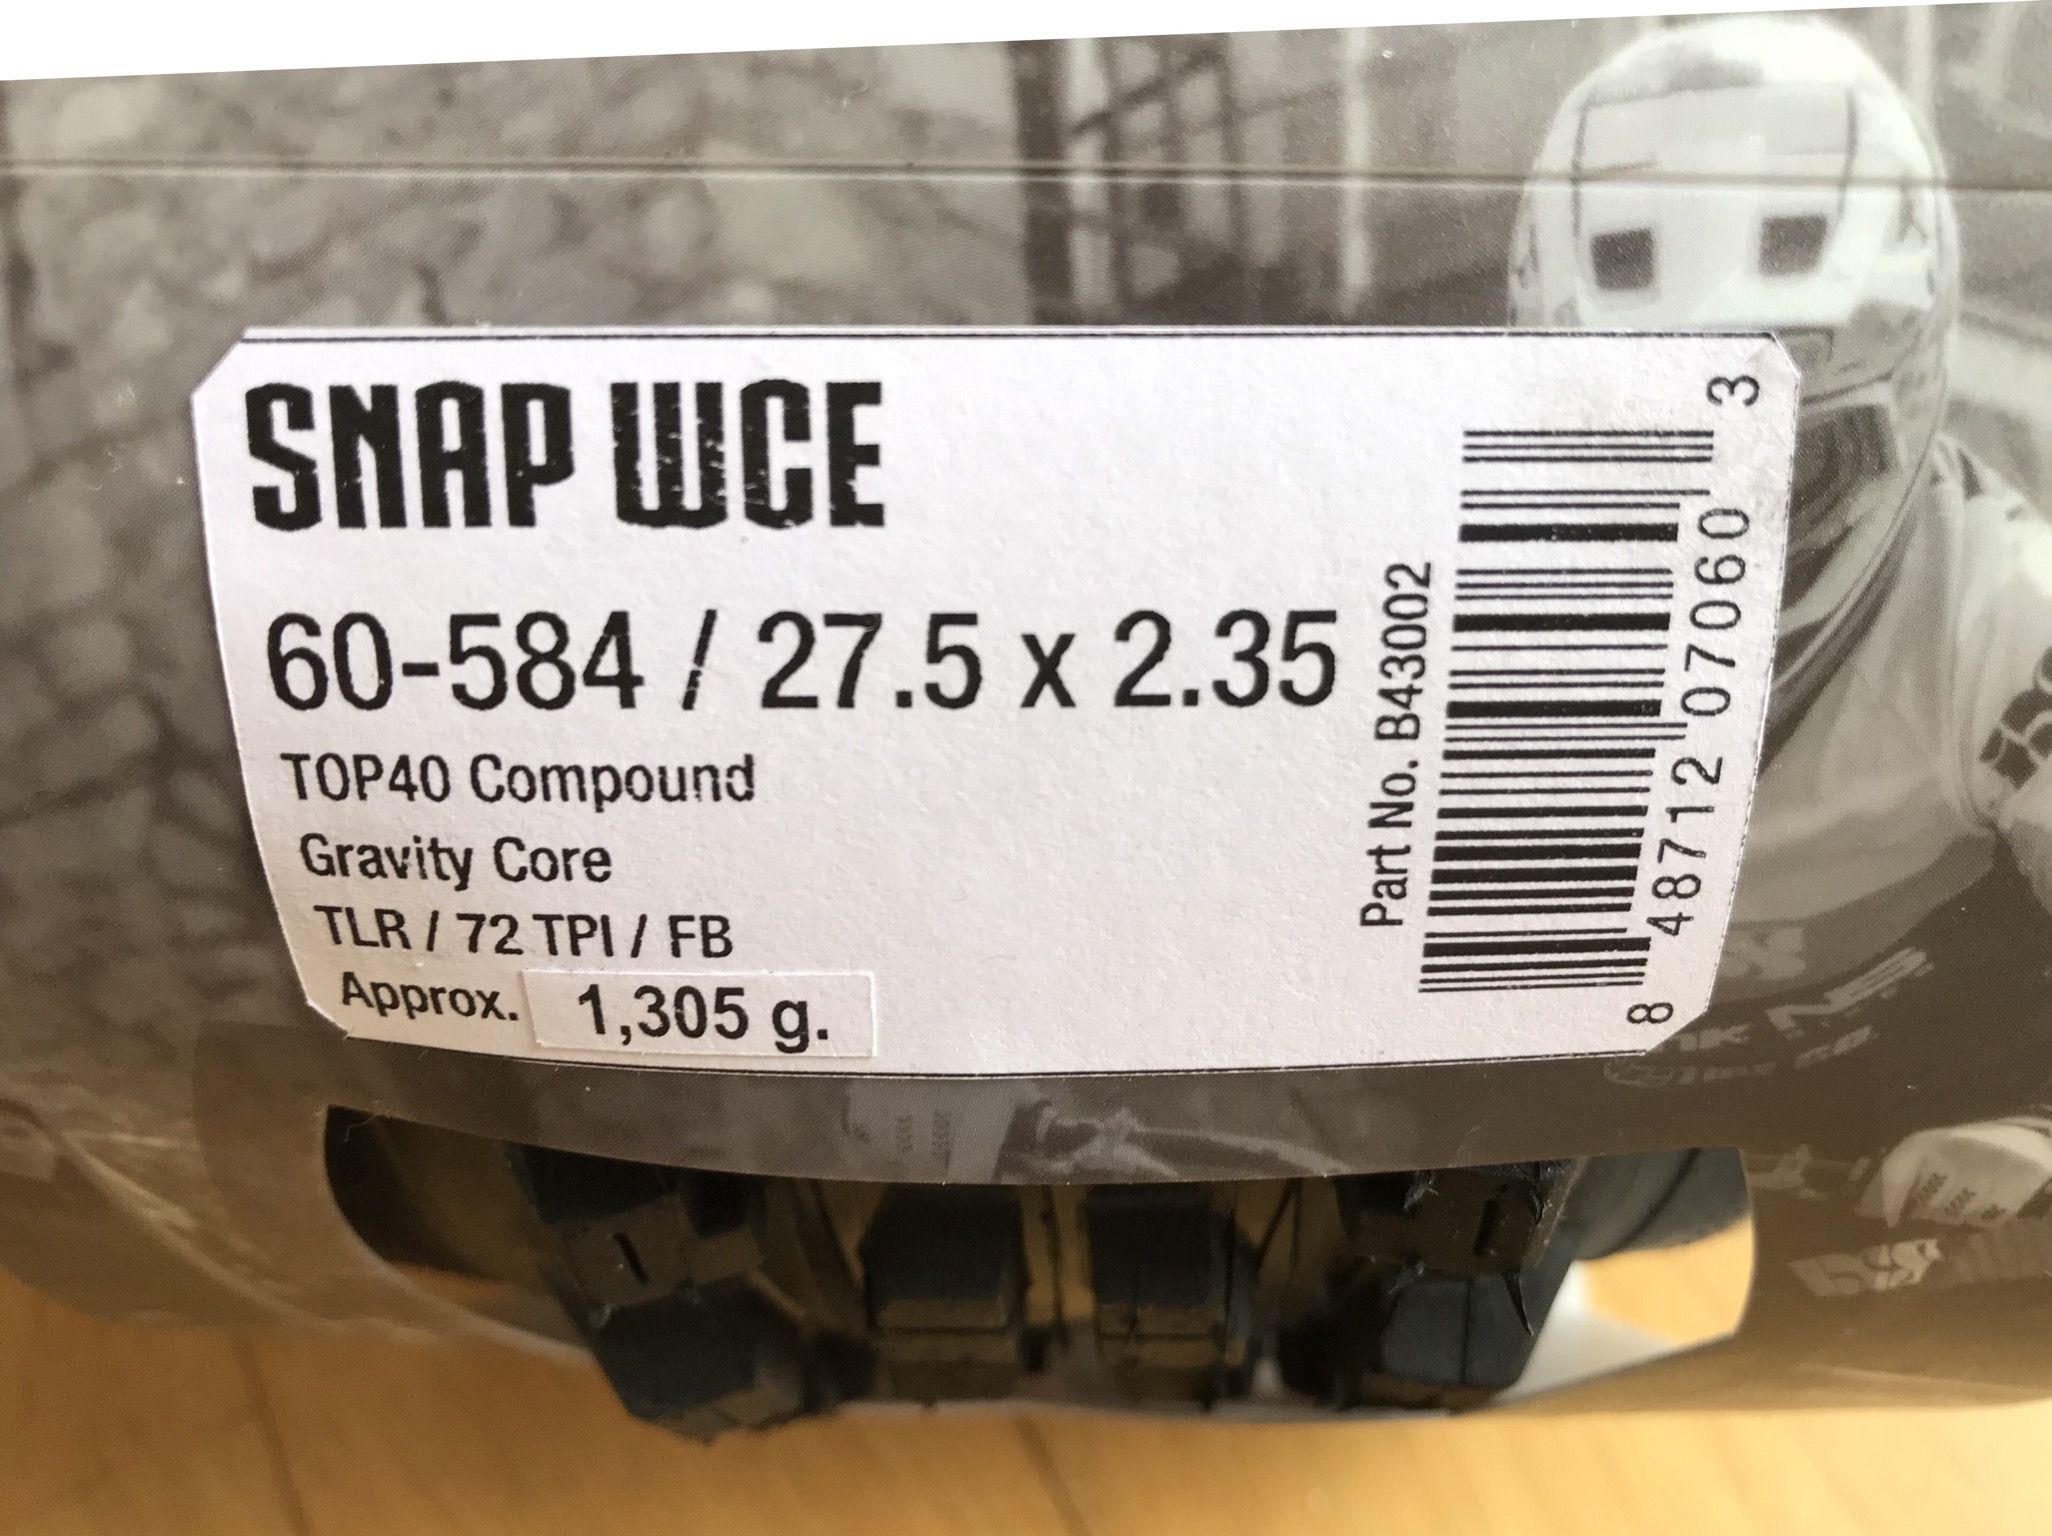 SNAP WCE
60-584 / 27.5 x 2.35
TOP40 Compound
Gravity Core
TLR / 72 TPI / FB
Approx. 1,305 g.
Part No. B43002
8 48712 07060 3